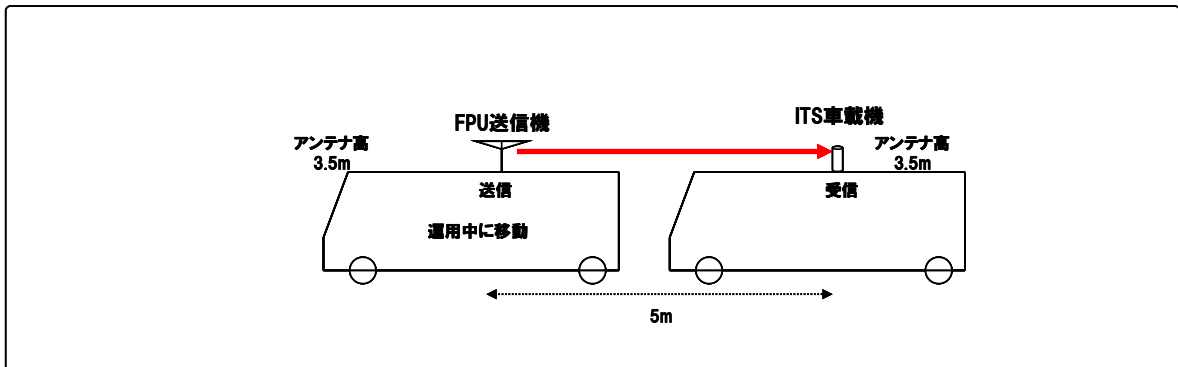 FPU送信機
ITS車載機
アンテナ高
3.5m
アンテナ高
3.5m
送信
受信
運用中に移動
5m